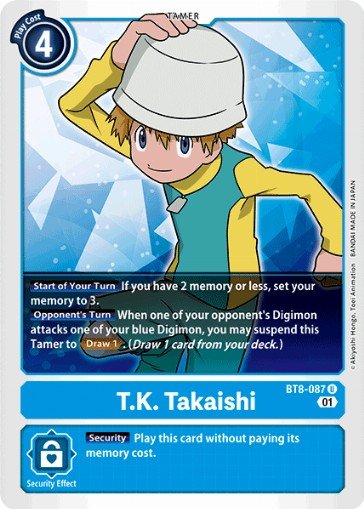 Play Cost
4
TAMER
Start of Your Turn If you have 2 memory or less, set your
memory to 3.
Opponent's Turn When one of your opponent's Digimon
attacks one of your blue Digimon, you may suspend this
Tamer to Draw 1. (Draw 1 card from your deck.)
© Akiyoshi Hongo, Toei Animation BANDAI MADE IN JAPAN
BT8-087 U
T.K. Takaishi
01
Security Play this card without paying its
memory cost.
Security Effect